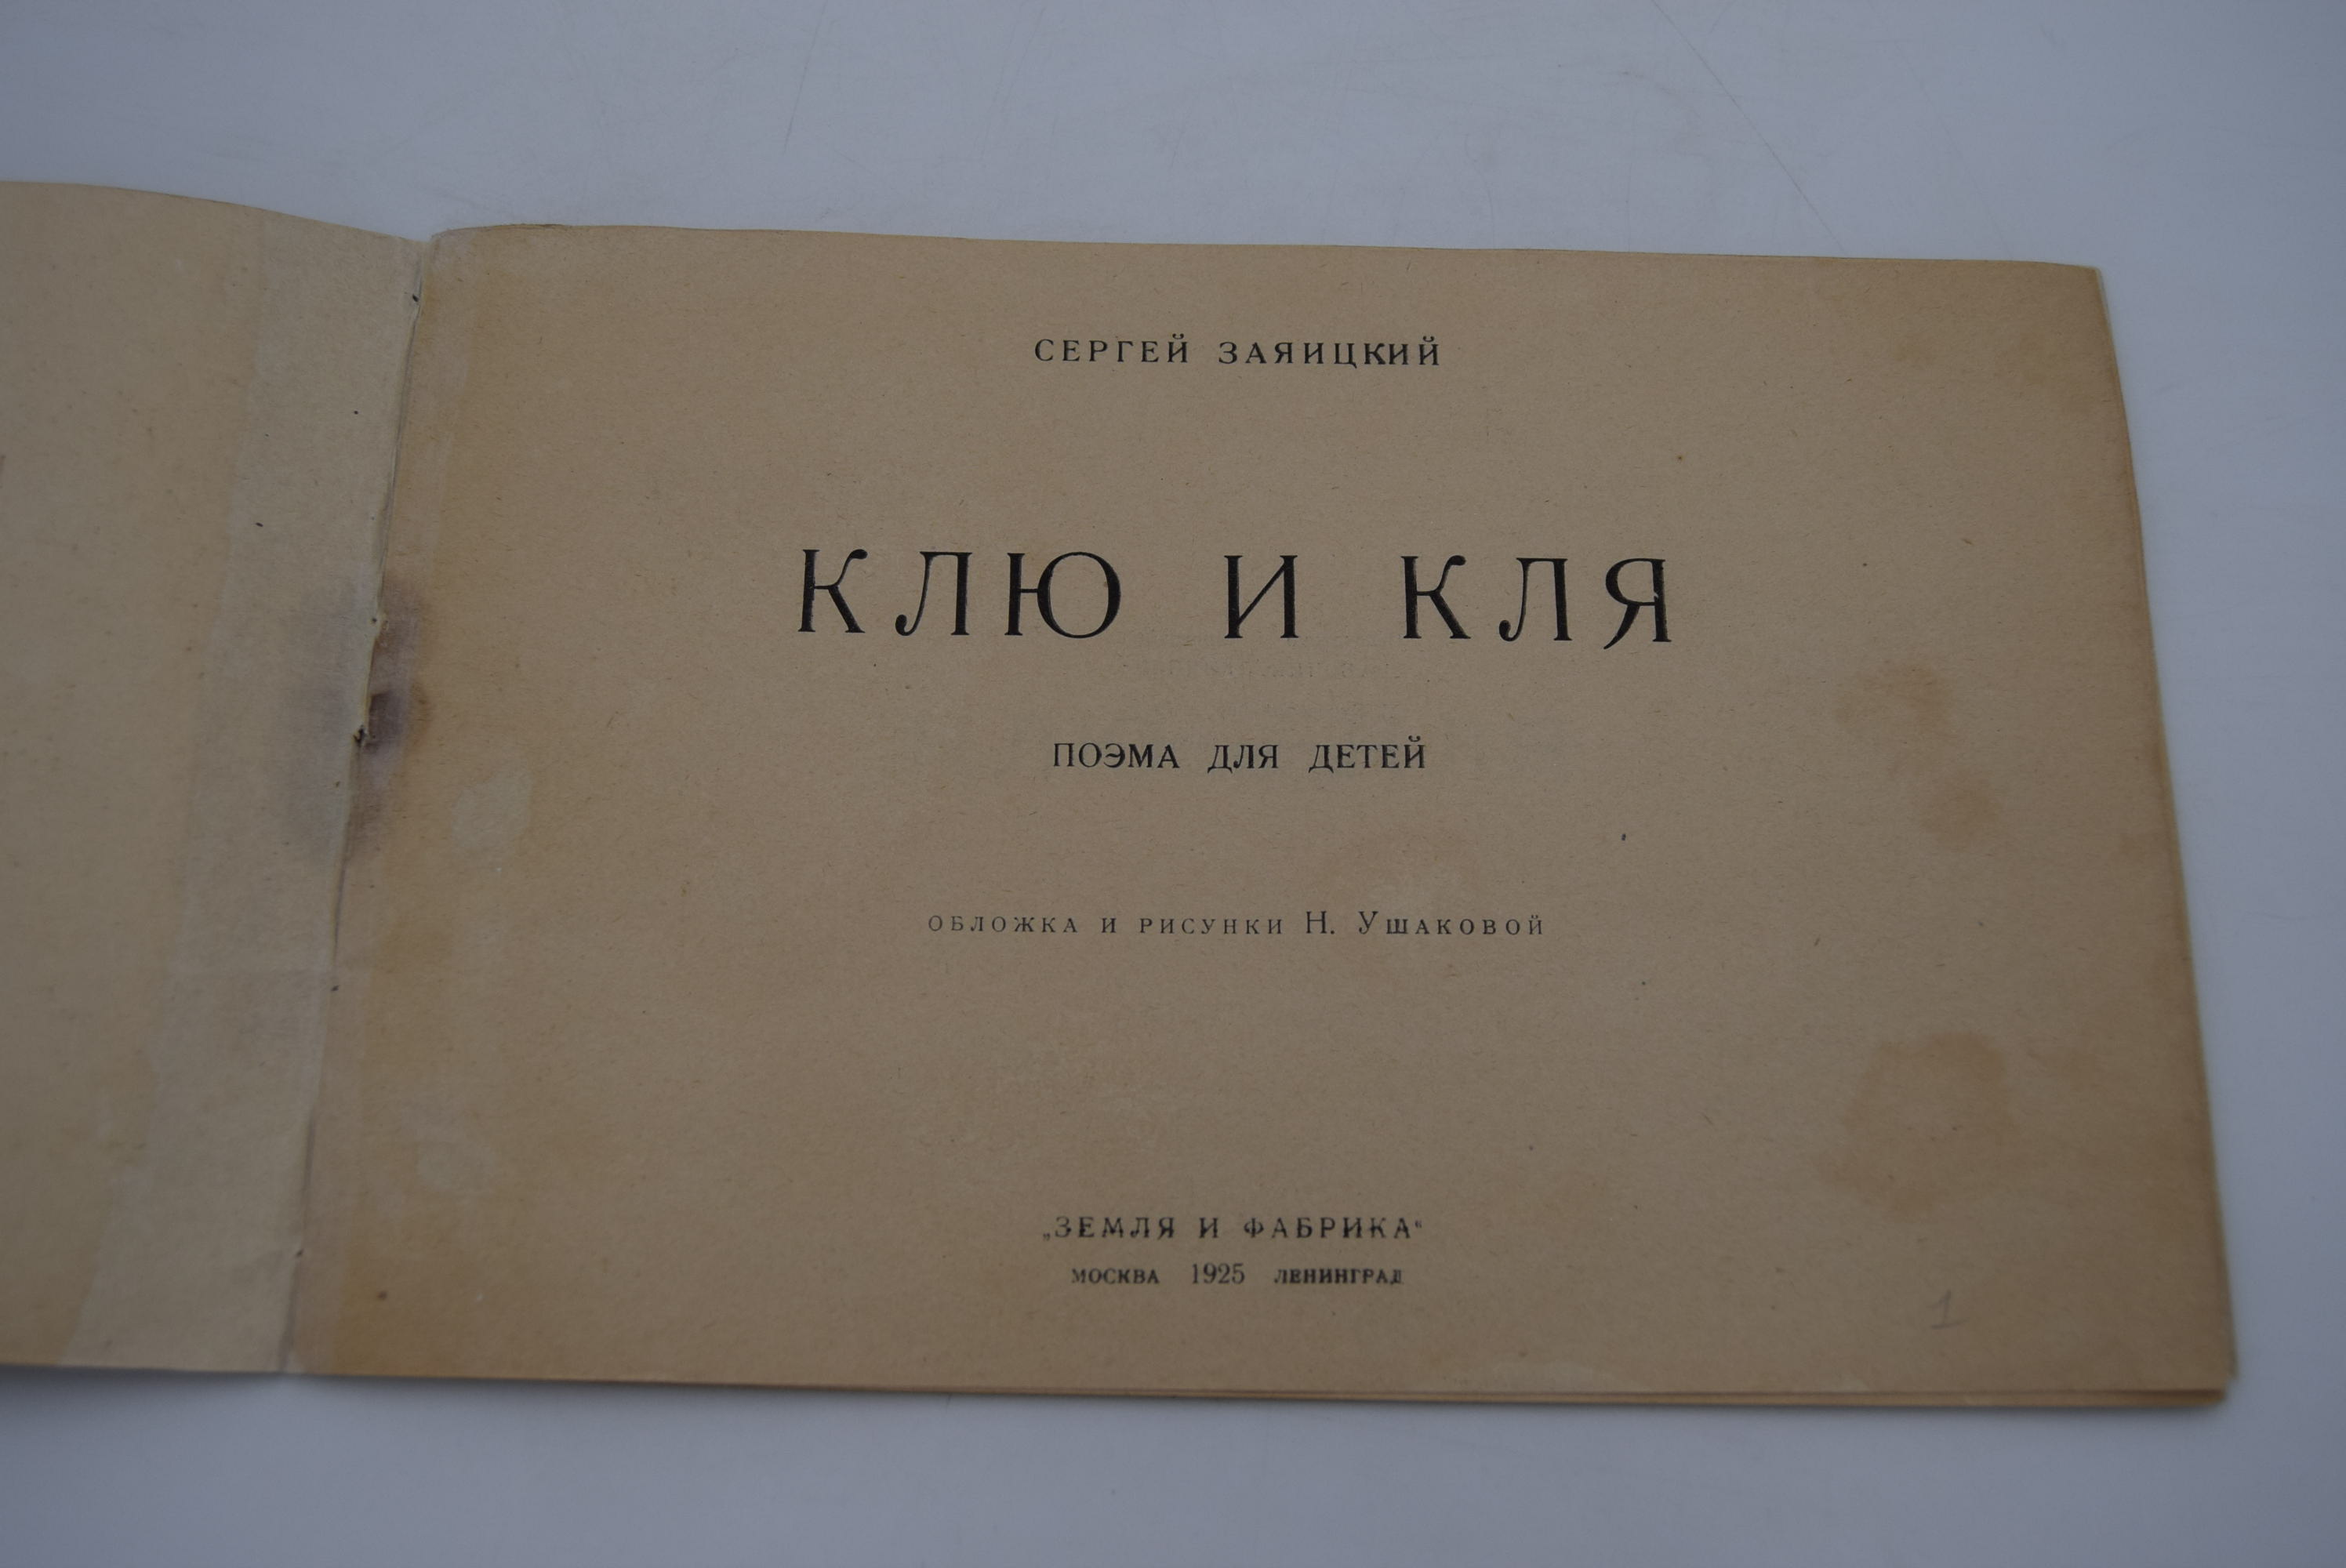 СЕРГЕЙ ЗАЯИЦКИЙ
КЛЮ И КЛЯ
ПОЭМА ДЛЯ ДЕТЕЙ
ОБЛОЖКА И РИСУНКИ Н. УШАКОВОЙ
„ЗЕМЛЯ И ФАБРИКА“
МОСКВА 1925 ЛЕНИНГРАД
1